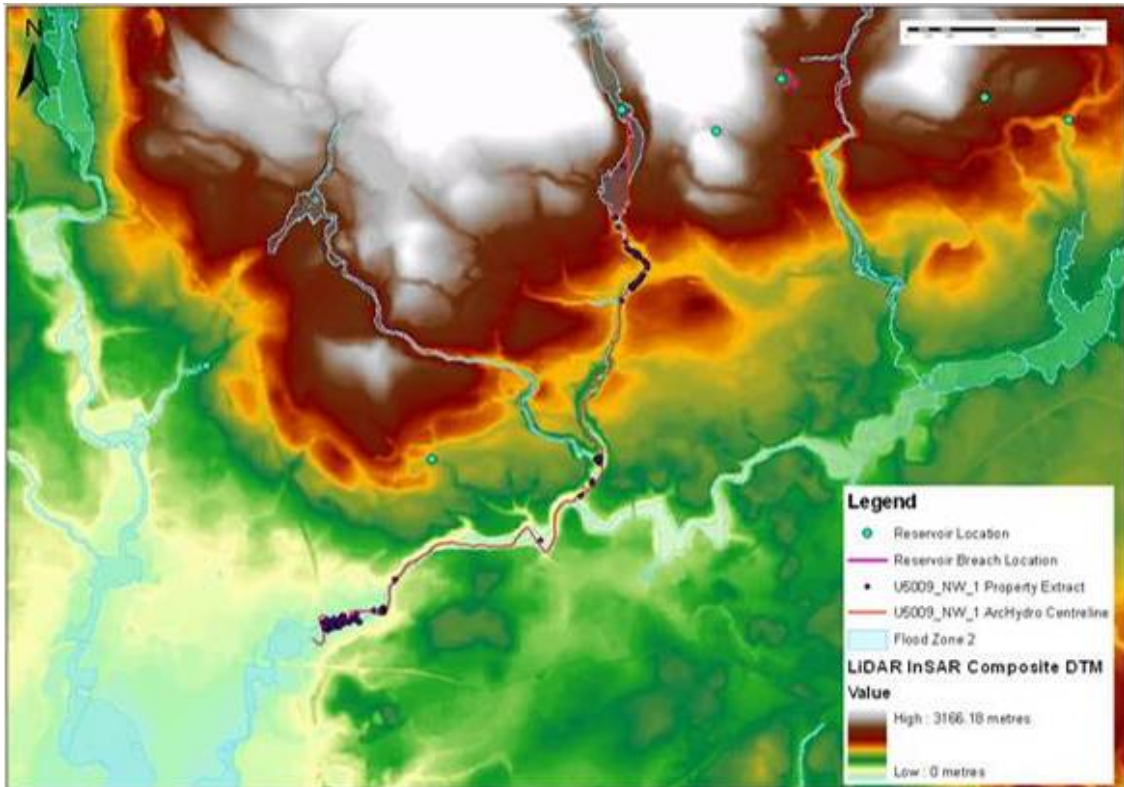 N
Legend
Reservoir Location
Reservoir Breach Location
U5009_NW_1 Property Extract
U5009_NW_1 ArcHydro Centreline
Flood Zone 2
LiDAR InSAR Composite DTM
Value
High : 3166.18 metres
Low : 0 metres